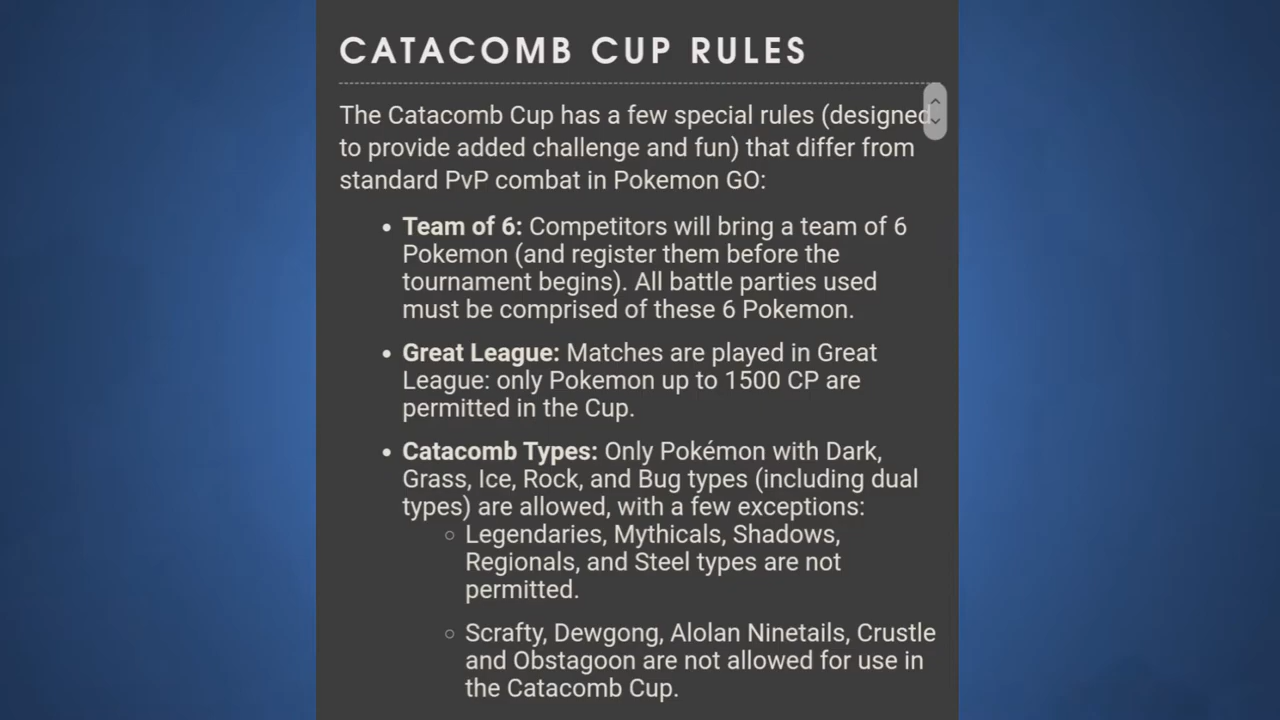 CATACOMB CUP RULES
The Catacomb Cup has a few special rules (designed
to provide added challenge and fun) that differ from
standard PvP combat in Pokemon GO:
• Team of 6: Competitors will bring a team of 6
Pokemon (and register them before the
tournament begins). All battle parties used
must be comprised of these 6 Pokemon.
• Great League: Matches are played in Great
League: only Pokemon up to 1500 CP are
permitted in the Cup.
• Catacomb Types: Only Pokémon with Dark,
Grass, Ice, Rock, and Bug types (including dual
types) are allowed, with a few exceptions:
○ Legendaries, Mythicals, Shadows,
Regionals, and Steel types are not
permitted.
○ Scrafty, Dewgong, Alolan Ninetails, Crustle
and Obstagoon are not allowed for use in
the Catacomb Cup.